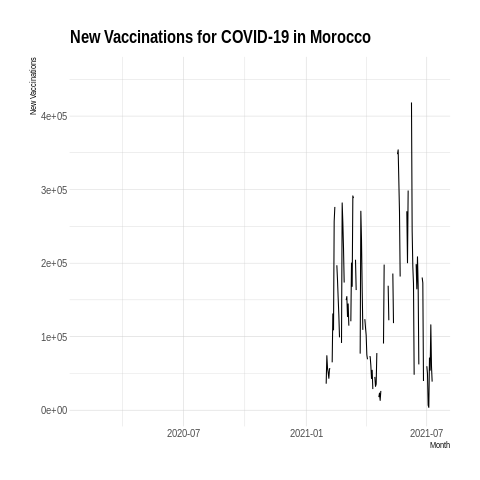 New Vaccinations for COVID-19 in Morocco
New Vaccinations
4e+05
3e+05
2e+05
1e+05
0e+00
2020-07
2021-01
2021-07
Month